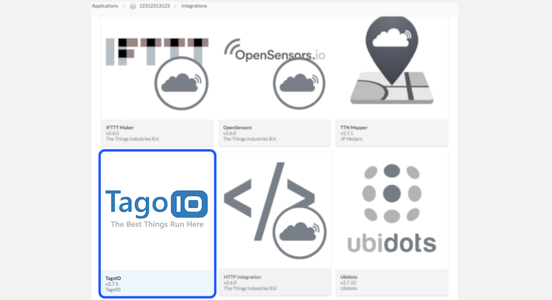 Applications > 12312313123 > Integrations
IFTTT
OpenSensors.io
IFTTT Maker
v2.6.0
The Things Industries B.V.
OpenSensors
v2.6.0
The Things Industries B.V.
TTN Mapper
v2.7.1
JP Meijers
TagoIO
The Best Things Run Here
</>
ubidots
TagoIO
v2.7.5
TagoIO
HTTP Integration
v2.6.0
The Things Industries B.V.
Ubidots
v2.7.10
Ubidots